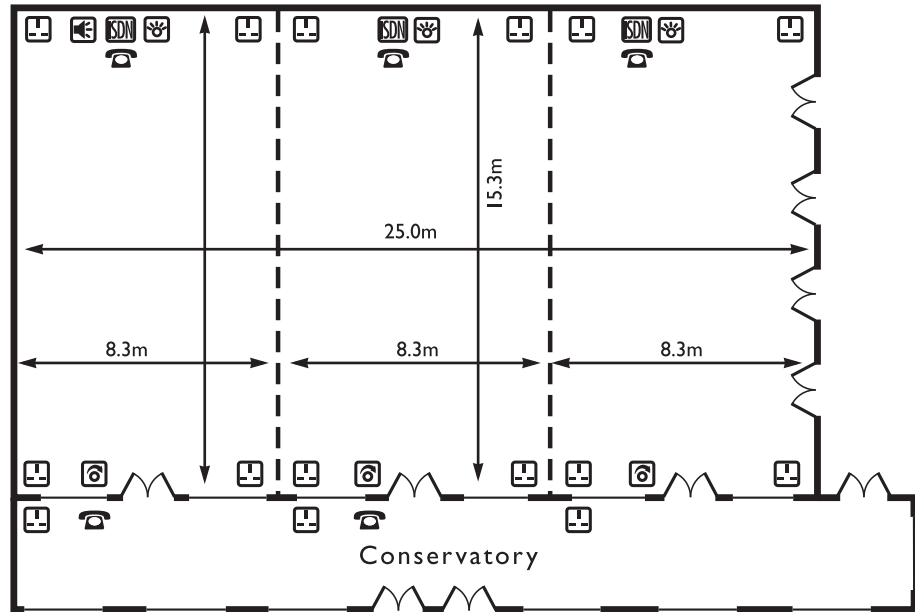 ISDN
ISDN
ISDN
15.3m
25.0m
8.3m
8.3m
8.3m
Conservatory